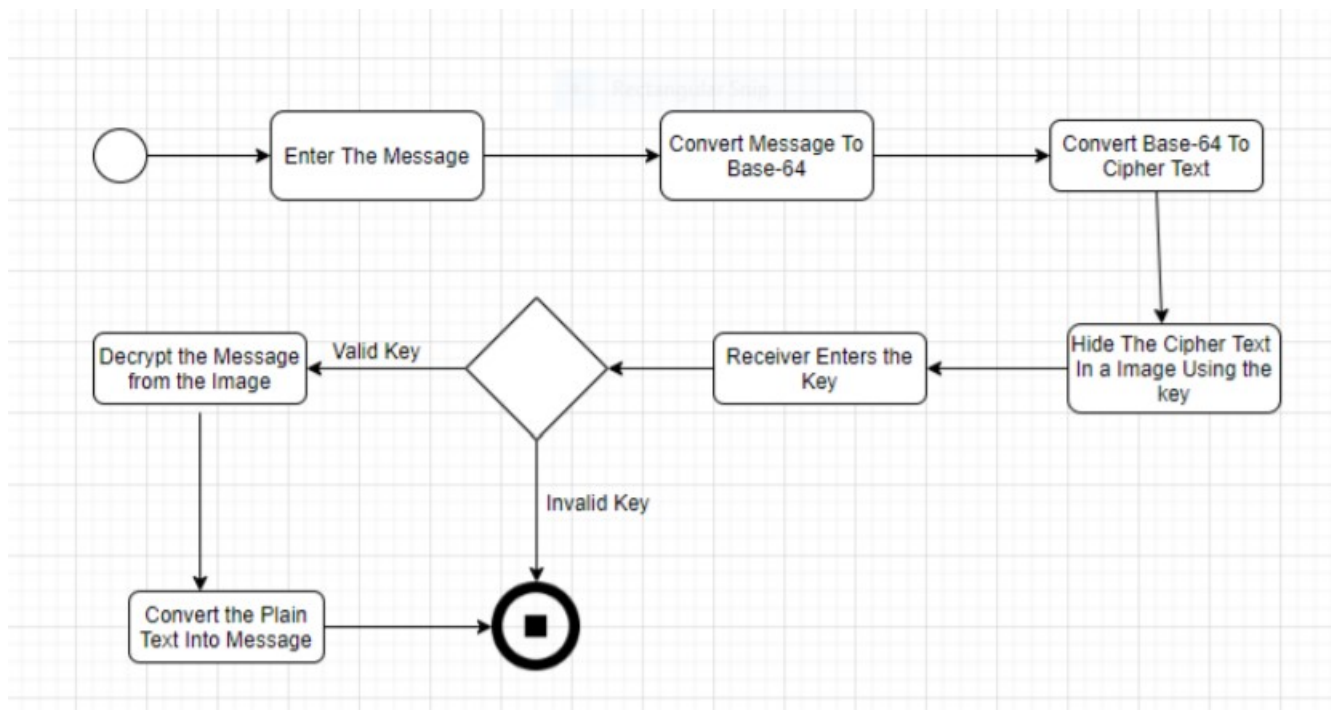 Rectangular Snip
Enter The Message
Convert Message To
Base-64
Convert Base-64 To
Cipher Text
Decrypt the Message
from the Image
Valid Key
Receiver Enters the
Key
Hide The Cipher Text
In a Image Using the
key
Invalid Key
Convert the Plain
Text Into Message